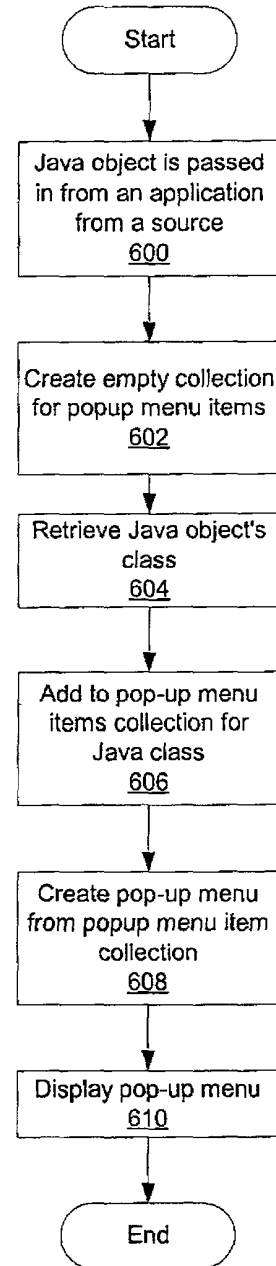 Start
Java object is passed
in from an application
from a source
600
Create empty collection
for popup menu items
602
Retrieve Java object's
class
604
Add to pop-up menu
items collection for
Java class
606
Create pop-up menu
from popup menu item
collection
608
Display pop-up menu
610
End